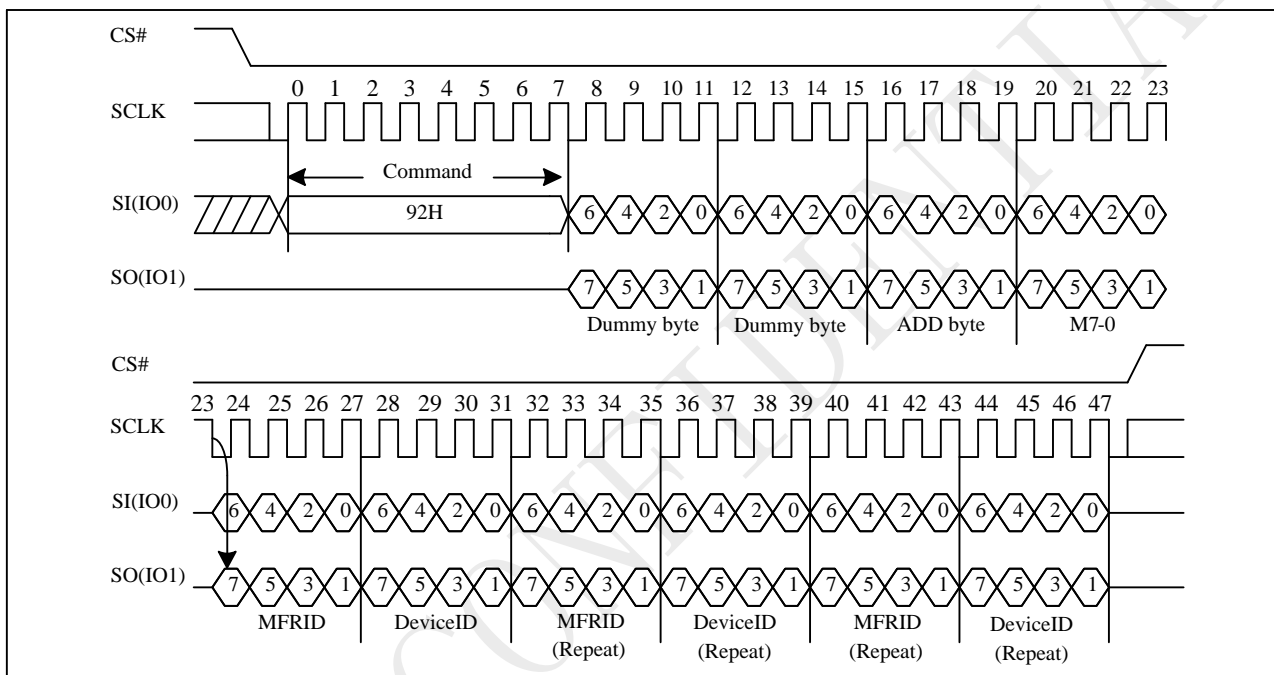 CS#
0 1 2 3 4 5 6 7 8 9 10 11 12 13 14 15 16 17 18 19 20 21 22 23
SCLK
Command
SI(IO0)
92H 6 4 2 0 6 4 2 0 6 4 2 0 6 4 2 0
SO(IO1)
7 5 3 1 7 5 3 1 7 5 3 1 7 5 3 1
Dummy byte Dummy byte ADD byte M7-0
CS#
23 24 25 26 27 28 29 30 31 32 33 34 35 36 37 38 39 40 41 42 43 44 45 46 47
SCLK
SI(IO0) 6 4 2 0 6 4 2 0 6 4 2 0 6 4 2 0 6 4 2 0 6 4 2 0
SO(IO1) 7 5 3 1 7 5 3 1 7 5 3 1 7 5 3 1 7 5 3 1 7 5 3 1
MFRID DeviceID MFRID DeviceID MFRID DeviceID
(Repeat) (Repeat) (Repeat) (Repeat)
CONFIDENTIA